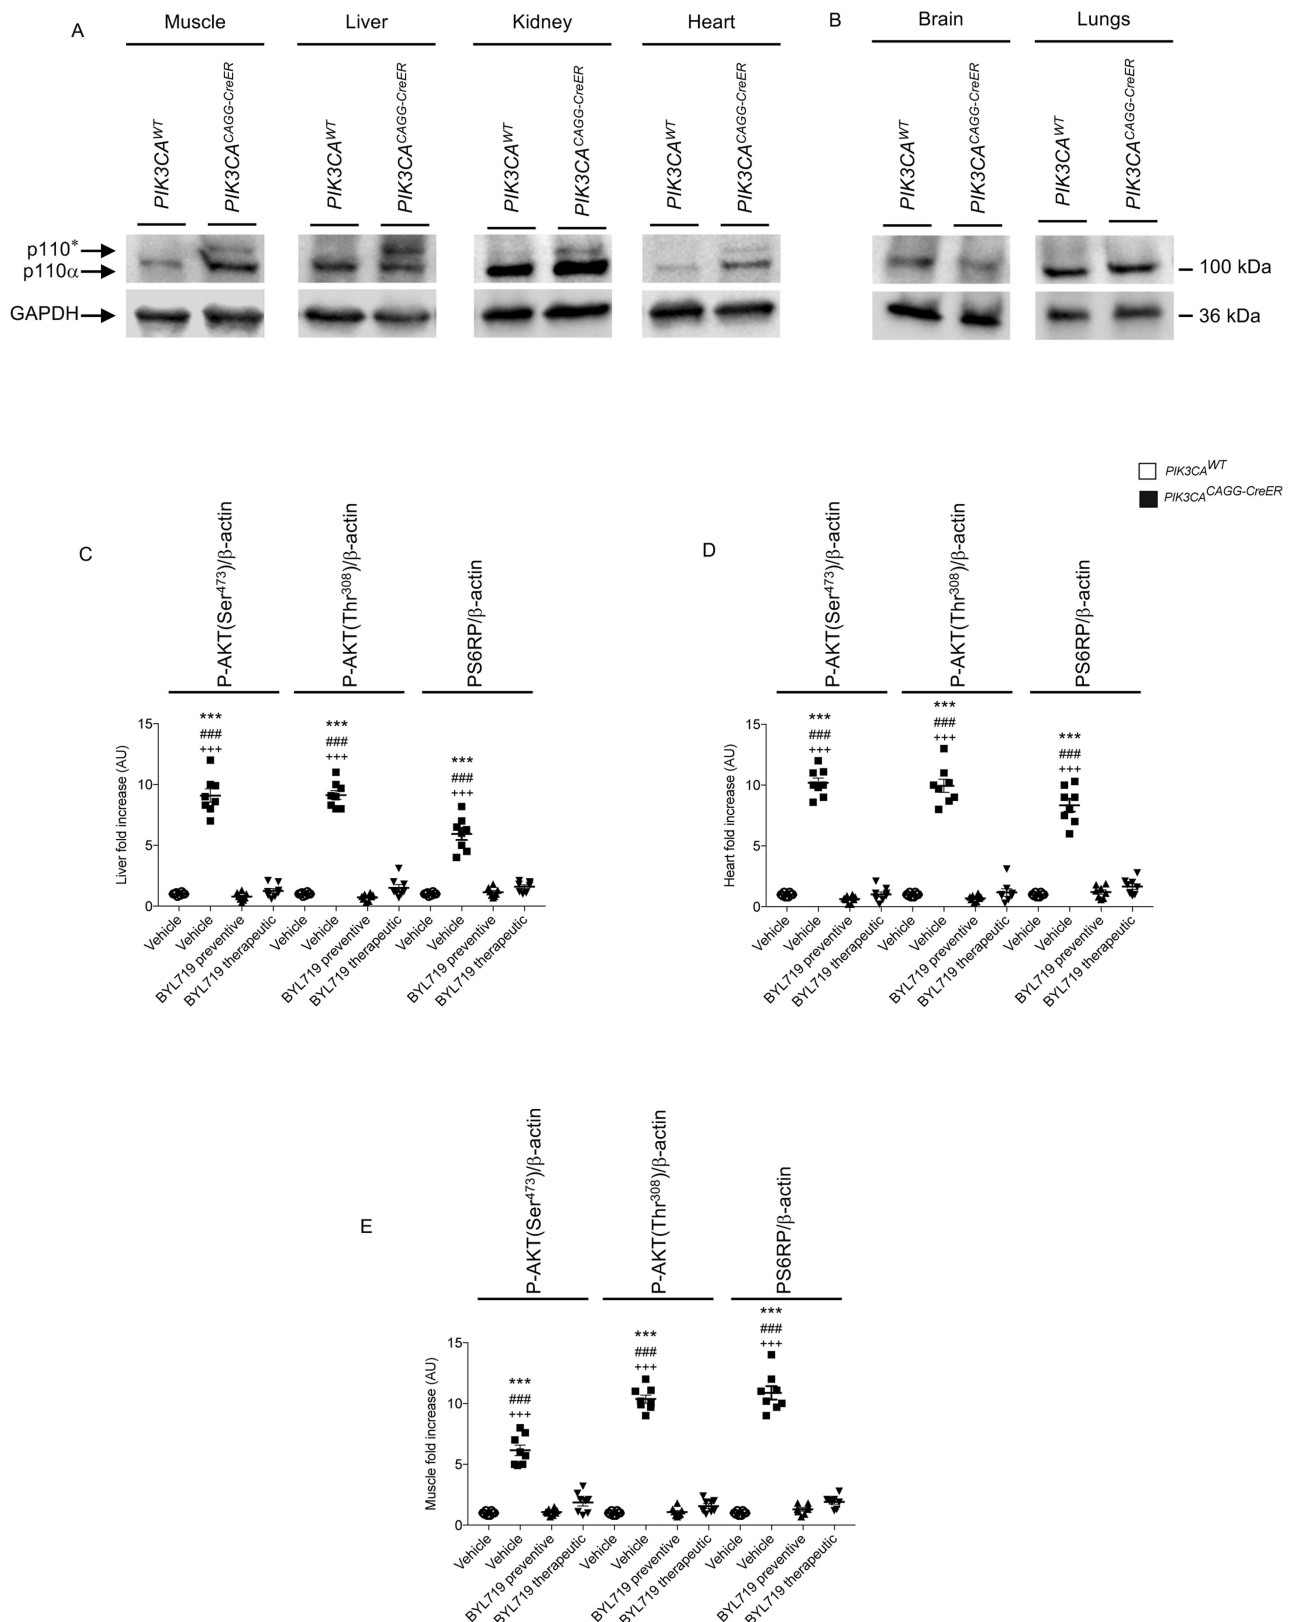 A
Muscle
Liver
Kidney
Heart
B
Brain
Lungs
PIK3CA^WT
PIK3CA^CAGG-CreER
PIK3CA^WT
PIK3CA^CAGG-CreER
PIK3CA^WT
PIK3CA^CAGG-CreER
PIK3CA^WT
PIK3CA^CAGG-CreER
PIK3CA^WT
PIK3CA^CAGG-CreER
PIK3CA^WT
PIK3CA^CAGG-CreER
p110*
p110α
GAPDH
100 kDa
36 kDa
PIK3CA^WT
PIK3CA^CAGG-CreER
C
P-AKT(Ser^473)/β-actin
P-AKT(Thr^308)/β-actin
PS6RP/β-actin
***
###
+++
***
###
+++
***
###
+++
Liver fold increase (AU)
15
10
5
0
Vehicle
Vehicle
BYL719 preventive
BYL719 therapeutic
Vehicle
Vehicle
BYL719 preventive
BYL719 therapeutic
Vehicle
Vehicle
BYL719 preventive
BYL719 therapeutic
D
P-AKT(Ser^473)/β-actin
P-AKT(Thr^308)/β-actin
PS6RP/β-actin
***
###
+++
***
###
+++
***
###
+++
Heart fold increase (AU)
15
10
5
0
Vehicle
Vehicle
BYL719 preventive
BYL719 therapeutic
Vehicle
Vehicle
BYL719 preventive
BYL719 therapeutic
Vehicle
Vehicle
BYL719 preventive
BYL719 therapeutic
E
P-AKT(Ser^473)/β-actin
P-AKT(Thr^308)/β-actin
PS6RP/β-actin
***
###
+++
***
###
+++
***
###
+++
Muscle fold increase (AU)
15
10
5
0
Vehicle
Vehicle
BYL719 preventive
BYL719 therapeutic
Vehicle
Vehicle
BYL719 preventive
BYL719 therapeutic
Vehicle
Vehicle
BYL719 preventive
BYL719 therapeutic